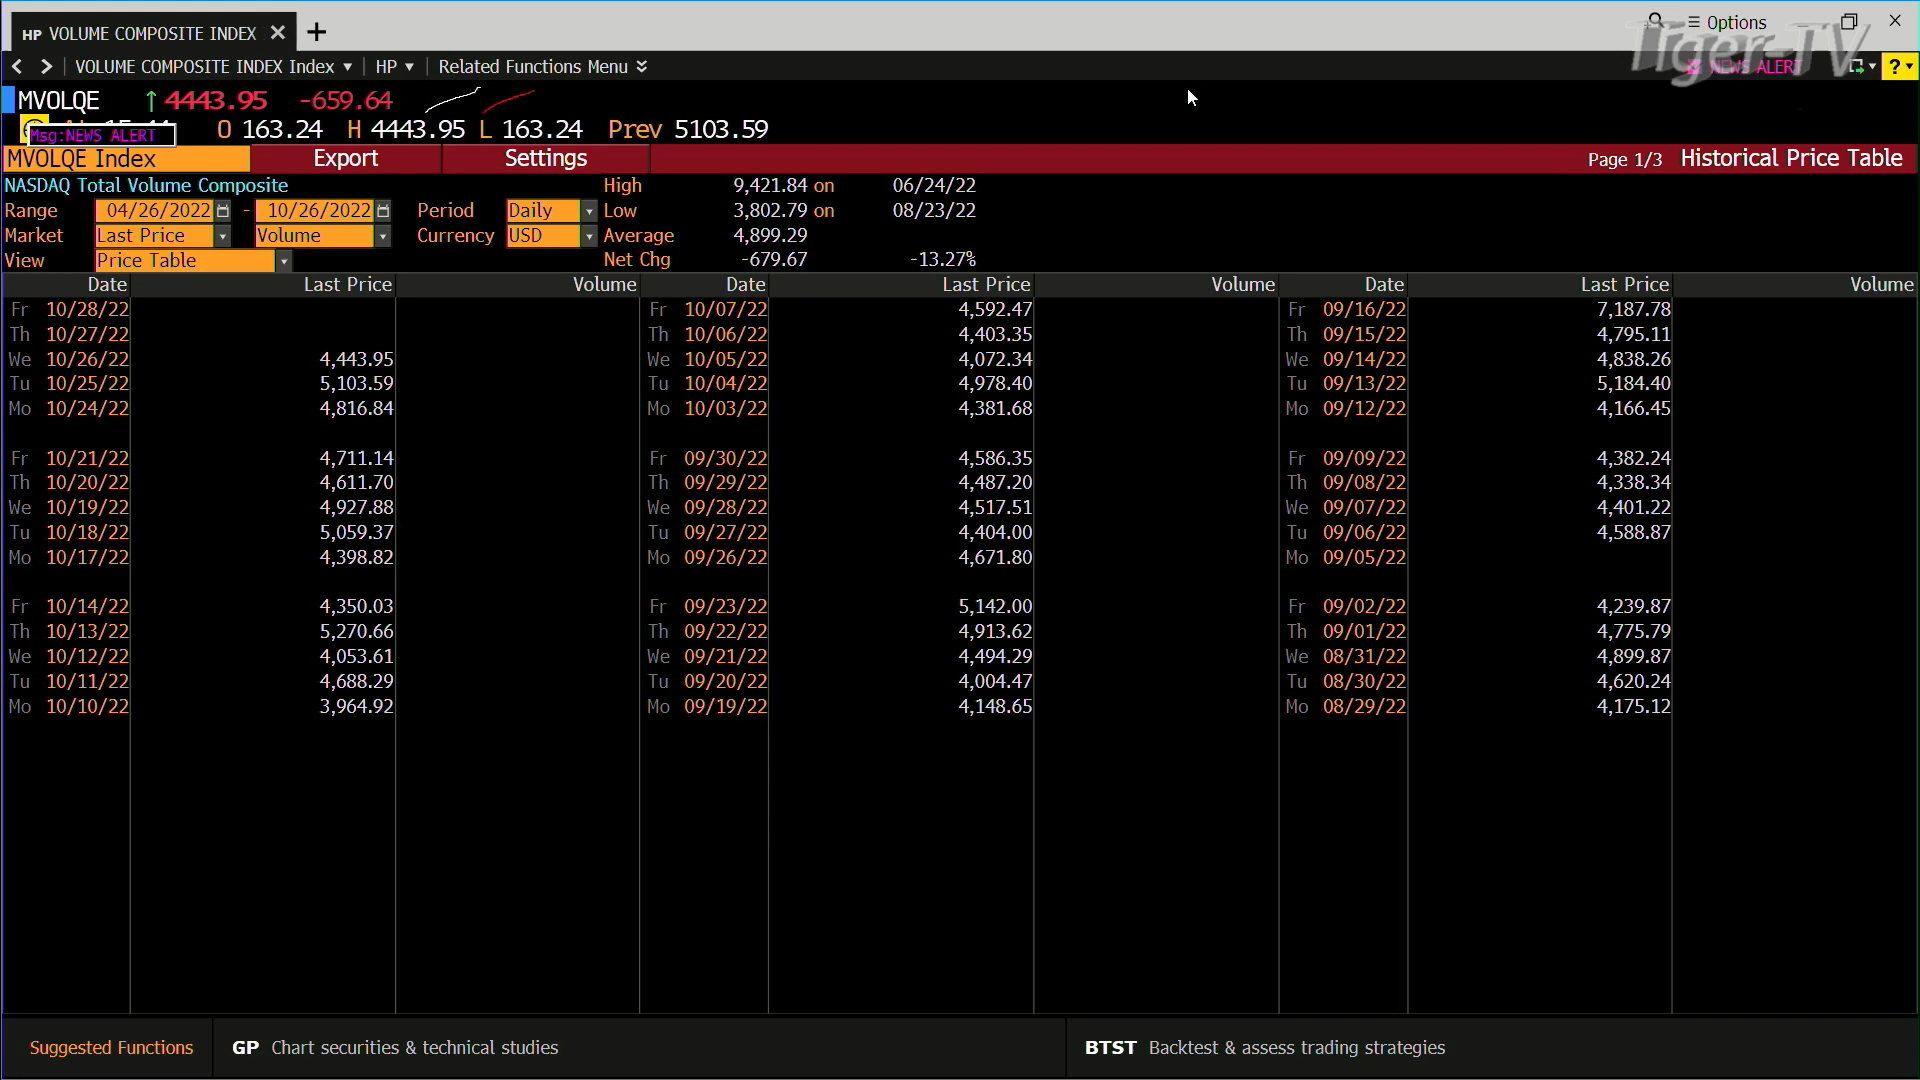 HP VOLUME COMPOSITE INDEX
Options
Tiger-TV
VOLUME COMPOSITE INDEX Index HP Related Functions Menu
NEWS ALERT ?
MVOLQE ↑ 4443.95 -659.64
Msg:NEWS ALERT
O 163.24 H 4443.95 L 163.24 Prev 5103.59
MVOLQE Index Export Settings Page 1/3 Historical Price Table
NASDAQ Total Volume Composite High 9,421.84 on 06/24/22
Range 04/26/2022 - 10/26/2022 Period Daily Low 3,802.79 on 08/23/22
Market Last Price Volume Currency USD Average 4,899.29
View Price Table Net Chg -679.67 -13.27%
Date Last Price Volume Date Last Price Volume Date Last Price Volume
Fr 10/28/22 Fr 10/07/22 4,592.47 Fr 09/16/22 7,187.78
Th 10/27/22 Th 10/06/22 4,403.35 Th 09/15/22 4,795.11
We 10/26/22 4,443.95 We 10/05/22 4,072.34 We 09/14/22 4,838.26
Tu 10/25/22 5,103.59 Tu 10/04/22 4,978.40 Tu 09/13/22 5,184.40
Mo 10/24/22 4,816.84 Mo 10/03/22 4,381.68 Mo 09/12/22 4,166.45
Fr 10/21/22 4,711.14 Fr 09/30/22 4,586.35 Fr 09/09/22 4,382.24
Th 10/20/22 4,611.70 Th 09/29/22 4,487.20 Th 09/08/22 4,338.34
We 10/19/22 4,927.88 We 09/28/22 4,517.51 We 09/07/22 4,401.22
Tu 10/18/22 5,059.37 Tu 09/27/22 4,404.00 Tu 09/06/22 4,588.87
Mo 10/17/22 4,398.82 Mo 09/26/22 4,671.80 Mo 09/05/22
Fr 10/14/22 4,350.03 Fr 09/23/22 5,142.00 Fr 09/02/22 4,239.87
Th 10/13/22 5,270.66 Th 09/22/22 4,913.62 Th 09/01/22 4,775.79
We 10/12/22 4,053.61 We 09/21/22 4,494.29 We 08/31/22 4,899.87
Tu 10/11/22 4,688.29 Tu 09/20/22 4,004.47 Tu 08/30/22 4,620.24
Mo 10/10/22 3,964.92 Mo 09/19/22 4,148.65 Mo 08/29/22 4,175.12
Suggested Functions GP Chart securities & technical studies BTST Backtest & assess trading strategies